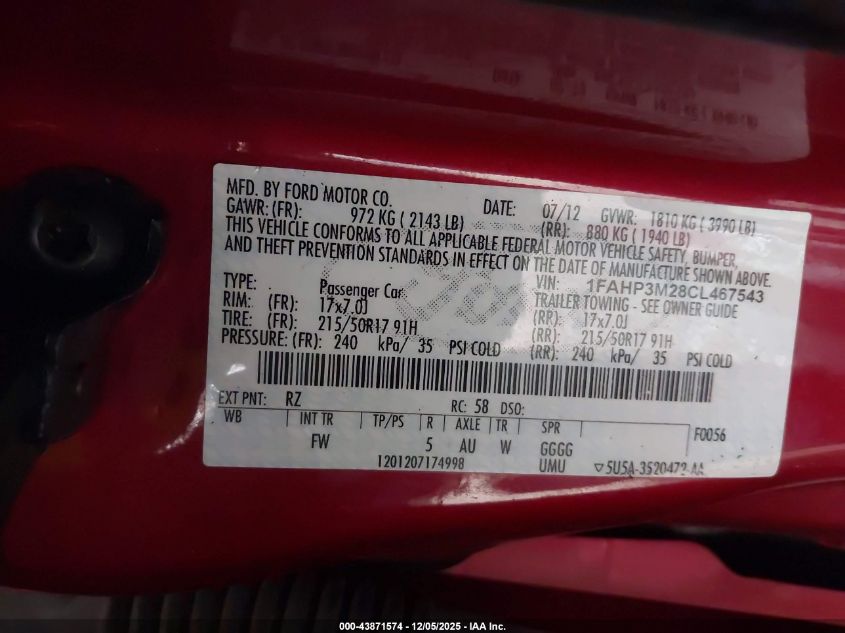 MFD. BY FORD MOTOR CO. DATE: 07/12 GVWR: 1810 KG ( 3990 LB)
GAWR: (FR): 972 KG ( 2143 LB) (RR): 880 KG ( 1940 LB)
THIS VEHICLE CONFORMS TO ALL APPLICABLE FEDERAL MOTOR VEHICLE SAFETY, BUMPER,
AND THEFT PREVENTION STANDARDS IN EFFECT ON THE DATE OF MANUFACTURE SHOWN ABOVE.
VIN: 1FAHP3M28CL467543
TYPE: Passenger Car TRAILER TOWING - SEE OWNER GUIDE
RIM: (FR): 17x7.0J (RR): 17x7.0J
TIRE: (FR): 215/50R17 91H (RR): 215/50R17 91H
PRESSURE: (FR): 240 kPa/ 35 PSI COLD (RR): 240 kPa/ 35 PSI COLD
EXT PNT: RZ RC: 58 DSO:
WB INT TR TP/PS R AXLE TR SPR F0056
FW 5 AU W GGGG
1201207174998 UMU ▽5U5A-3520472-AA
000-43871574 | 12/05/2025 - IAA Inc.